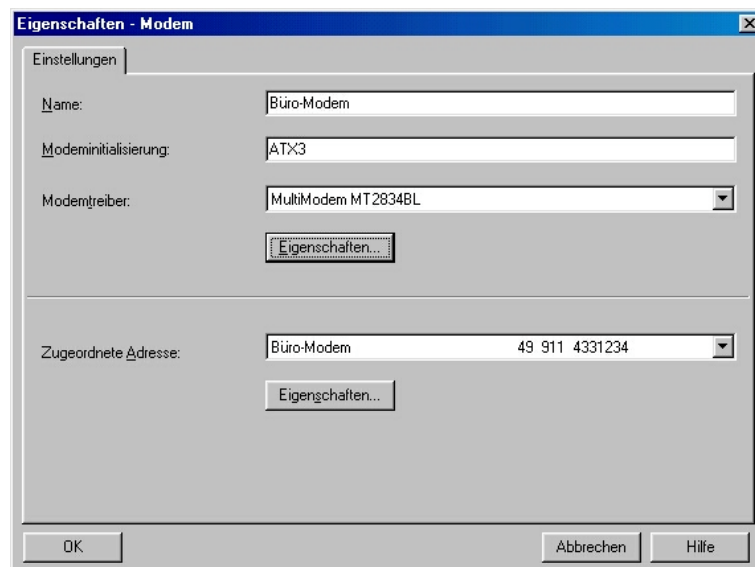 Eigenschaften - Modem
Einstellungen
Name: Büro-Modem
Modeminitialisierung: ATX3
Modemtreiber: MultiModem MT2834BL
Eigenschaften...
Zugeordnete Adresse: Büro-Modem 49 911 4331234
Eigenschaften...
OK Abbrechen Hilfe